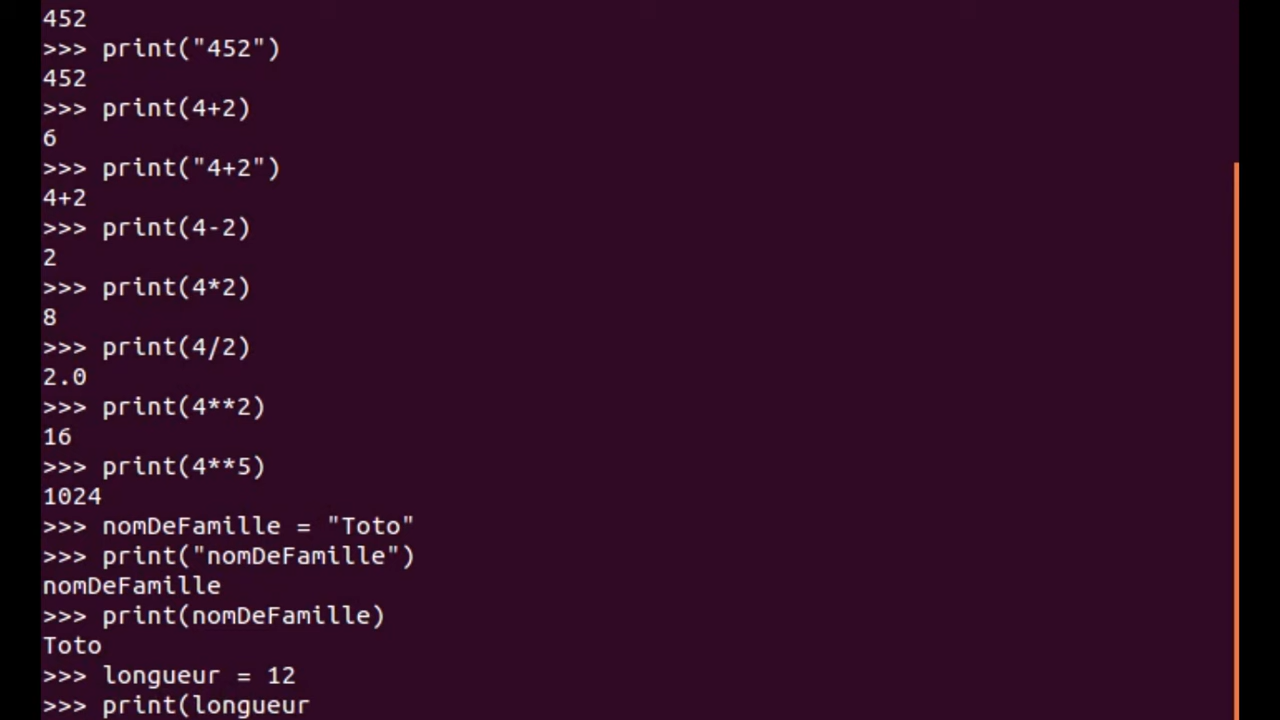 452
>>> print("452")
452
>>> print(4+2)
6
>>> print("4+2")
4+2
>>> print(4-2)
2
>>> print(4*2)
8
>>> print(4/2)
2.0
>>> print(4**2)
16
>>> print(4**5)
1024
>>> nomDeFamille = "Toto"
>>> print("nomDeFamille")
nomDeFamille
>>> print(nomDeFamille)
Toto
>>> longueur = 12
>>> print(longueur